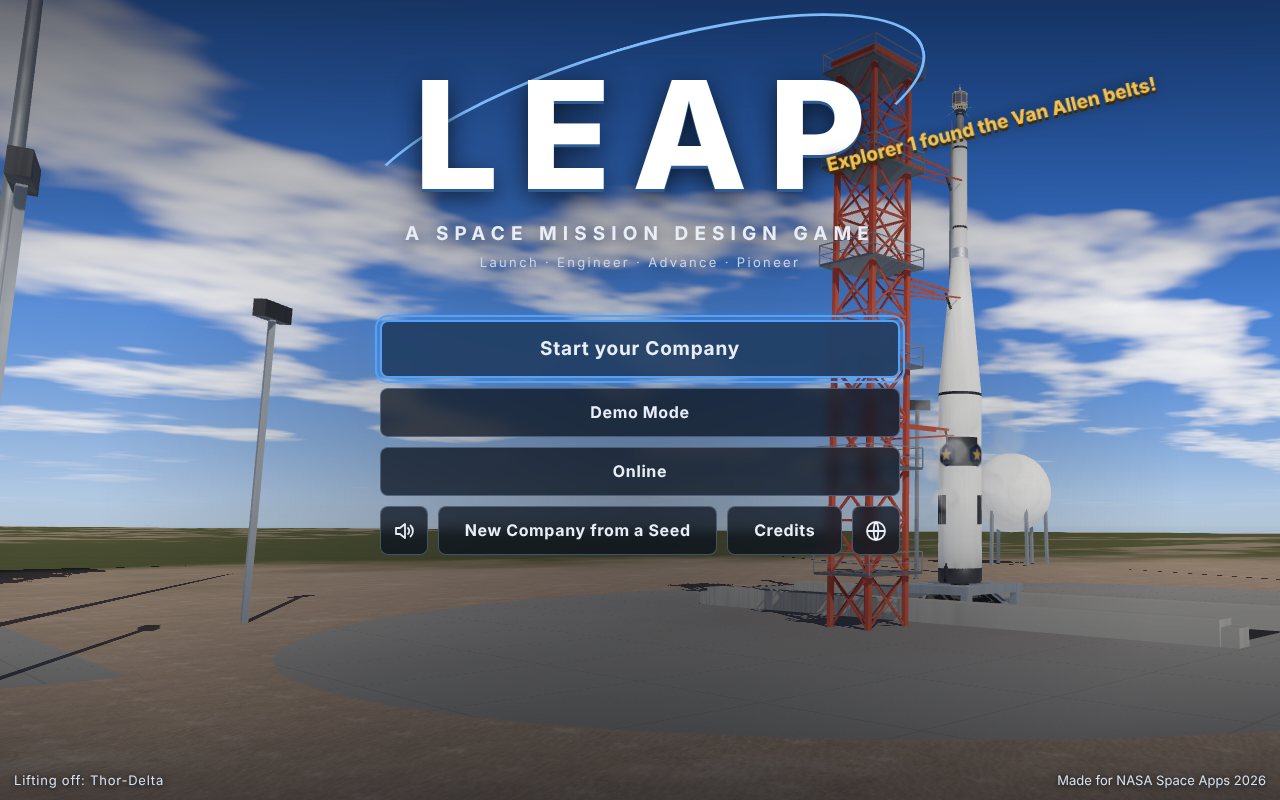 LEAP
Explorer 1 found the Van Allen belts!
A SPACE MISSION DESIGN GAME
Launch · Engineer · Advance · Pioneer
Start your Company
Demo Mode
Online
New Company from a Seed
Credits
Lifting off: Thor-Delta
Made for NASA Space Apps 2026